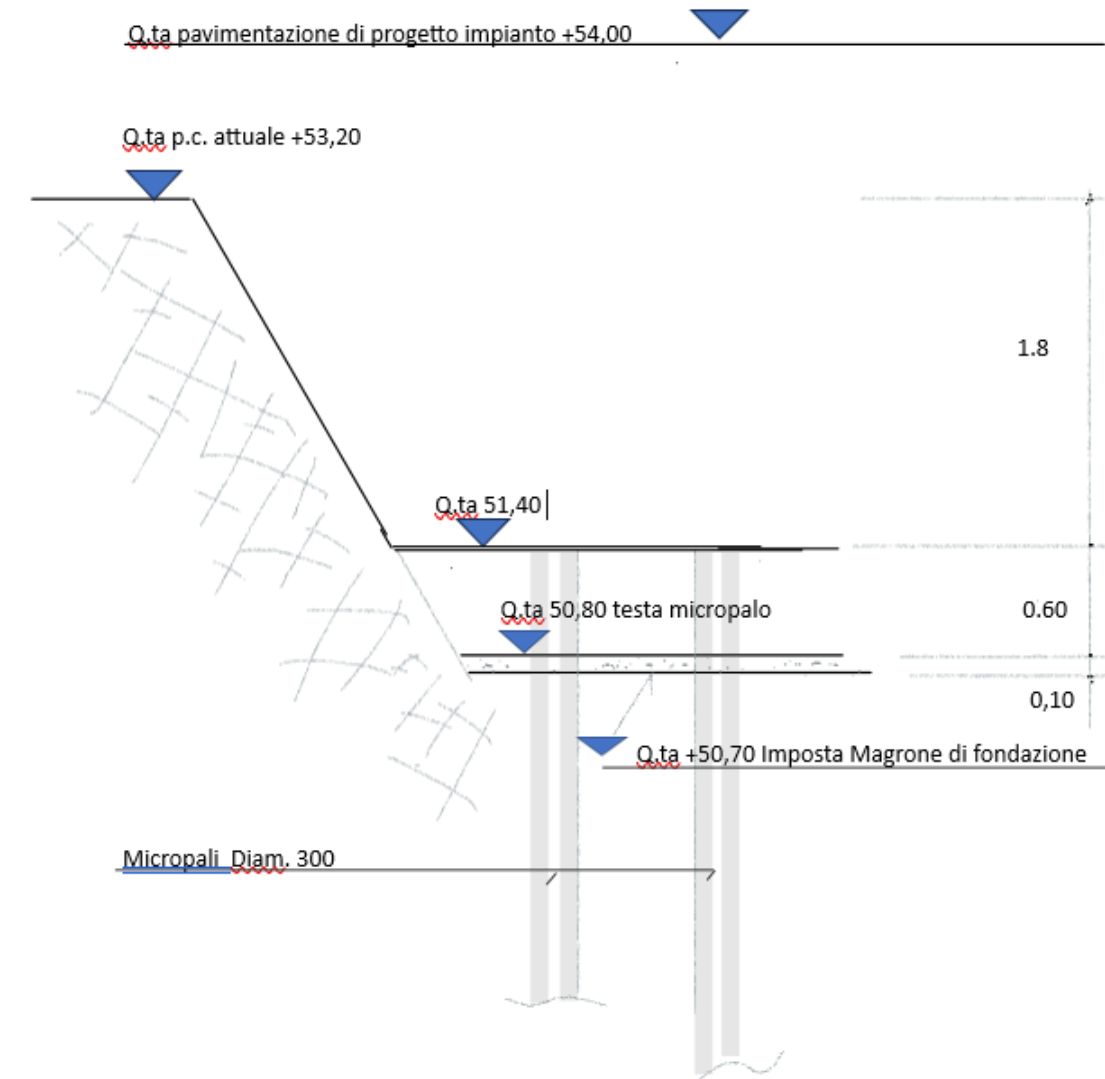 Q.ta pavimentazione di progetto impianto +54,00
Q.ta p.c. attuale +53,20
1.8
Q.ta 51,40
Q.ta 50,80 testa micropalo
0.60
0,10
Q.ta +50,70 Imposta Magrone di fondazione
Micropali Diam. 300